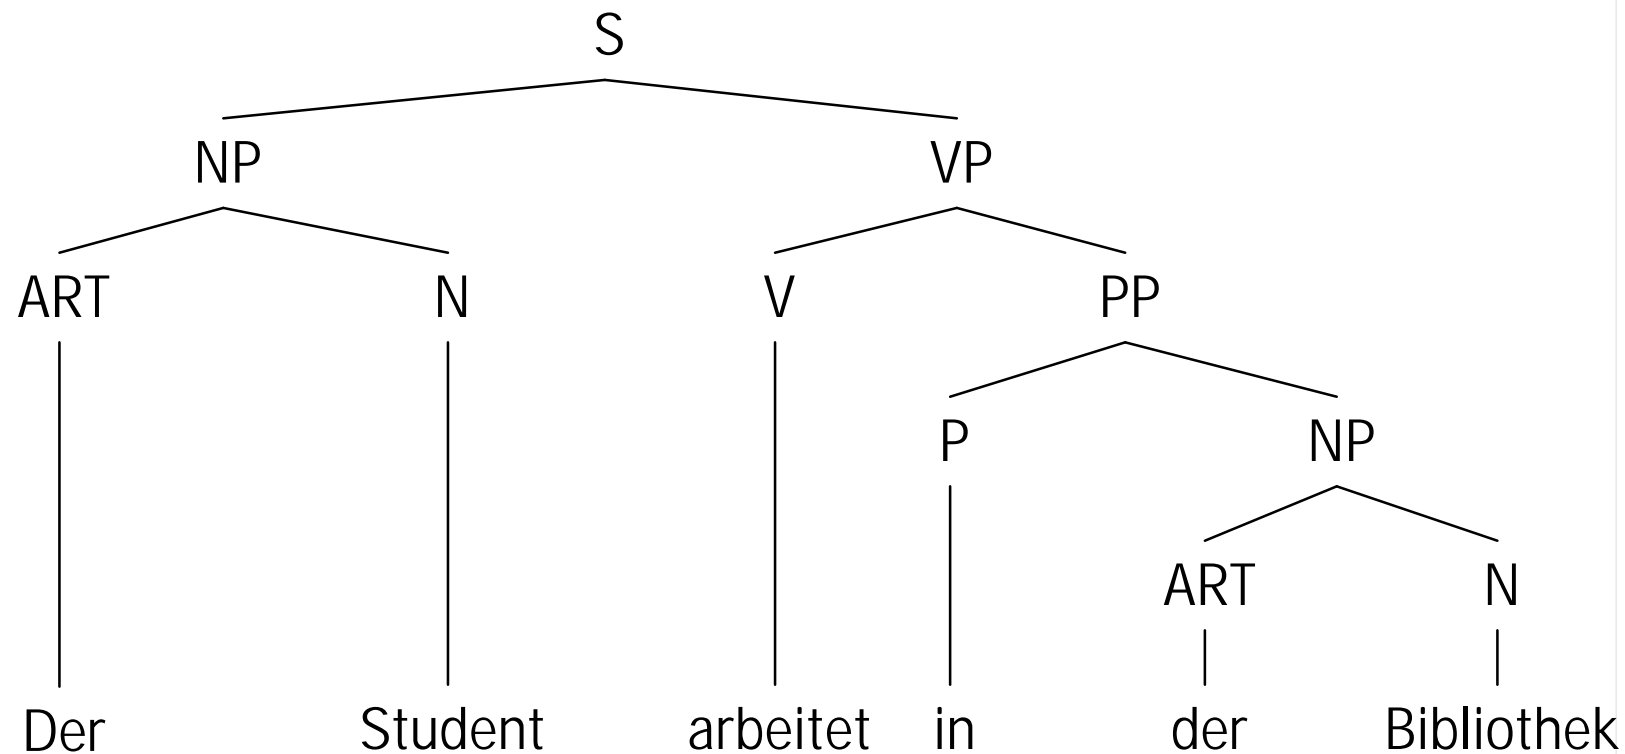 S
NP VP
ART N V PP
P NP
ART N
Der Student arbeitet in der Bibliothek